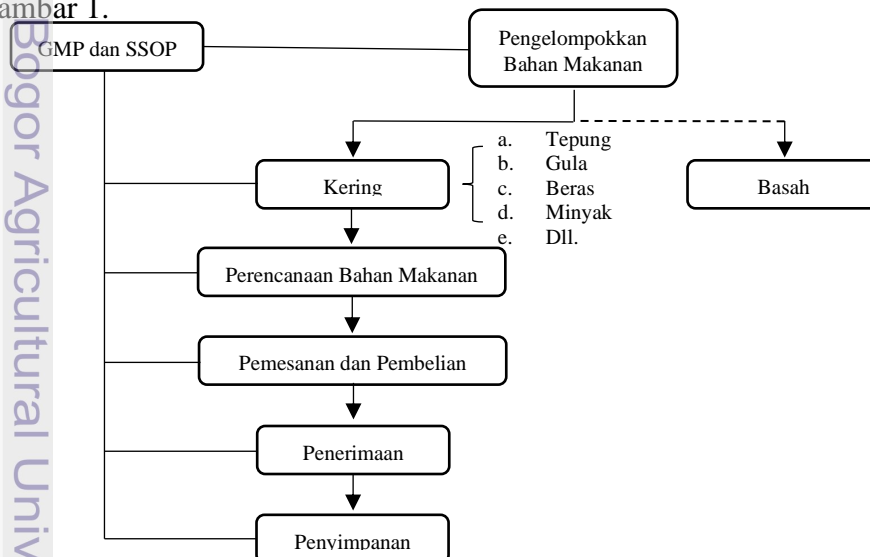 ambar 1.
GMP dan SSOP
Pengelompokkan
Bahan Makanan
a. Tepung
b. Gula
c. Beras
d. Minyak
e. Dll.
Kering
Basah
Perencanaan Bahan Makanan
Pemesanan dan Pembelian
Penerimaan
Penyimpanan
Bogor Agricultural Univ